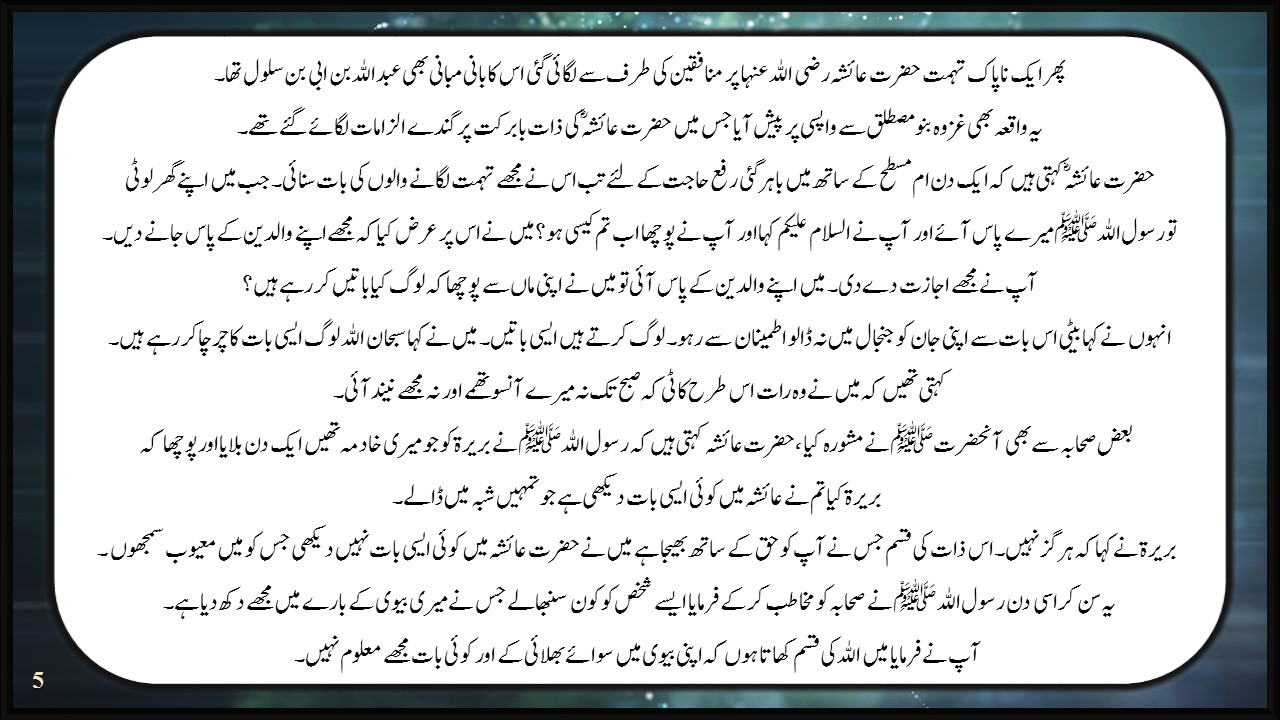 پھر ایک ناپاک تہمت حضرت عائشہ رضی اللہ عنہا پر منافقین کی طرف سے لگائی گئی اس کا بانی مبانی بھی عبد اللہ بن ابی بن سلول تھا۔
یہ واقعہ بھی غزوہ بنو مصطلق سے واپسی پر پیش آیا جس میں حضرت عائشہؓ کی ذات بابرکت پر گندے الزامات لگائے گئے تھے۔
حضرت عائشہؓ کہتی ہیں کہ ایک دن ام مسطح کے ساتھ میں باہر گئی رفع حاجت کے لئے تب اس نے مجھے تہمت لگانے والوں کی بات سنائی۔ جب میں اپنے گھر لوٹی
تو رسول اللہ ﷺ میرے پاس آئے اور آپ نے السلام علیکم کہا اور آپ نے پوچھا اب تم کیسی ہو؟ میں نے اس پر عرض کیا کہ مجھے اپنے والدین کے پاس جانے دیں۔
آپ نے مجھے اجازت دے دی۔ میں اپنے والدین کے پاس آئی تو میں نے اپنی ماں سے پوچھا کہ لوگ کیا باتیں کر رہے ہیں؟
انہوں نے کہا بیٹی اس بات سے اپنی جان کو جنجال میں نہ ڈالو اطمینان سے رہو۔ لوگ کرتے ہیں ایسی باتیں۔ میں نے کہا سبحان اللہ لوگ ایسی بات کا چرچا کر رہے ہیں۔
کہتی تھیں کہ میں نے وہ رات اس طرح کاٹی کہ صبح تک نہ میرے آنسو تھمے اور نہ مجھے نیند آئی۔
بعض صحابہ سے بھی آنحضرت ﷺ نے مشورہ کیا، حضرت عائشہ کہتی ہیں کہ رسول اللہ ﷺ نے بریرۃ کو جو میری خادمہ تھیں ایک دن بلایا اور پوچھا کہ
بریرۃ کیا تم نے عائشہ میں کوئی ایسی بات دیکھی ہے جو تمہیں شبہ میں ڈالے۔
بریرۃ نے کہا کہ ہرگز نہیں۔ اس ذات کی قسم جس نے آپ کو حق کے ساتھ بھیجا ہے میں نے حضرت عائشہ میں کوئی ایسی بات نہیں دیکھی جس کو میں معیوب سمجھوں۔
یہ سن کر اسی دن رسول اللہ ﷺ نے صحابہ کو مخاطب کر کے فرمایا ایسے شخص کو کون سنبھالے جس نے میری بیوی کے بارے میں مجھے دکھ دیا ہے۔
آپ نے فرمایا میں اللہ کی قسم کھاتا ہوں کہ اپنی بیوی میں سوائے بھلائی کے اور کوئی بات مجھے معلوم نہیں۔
5